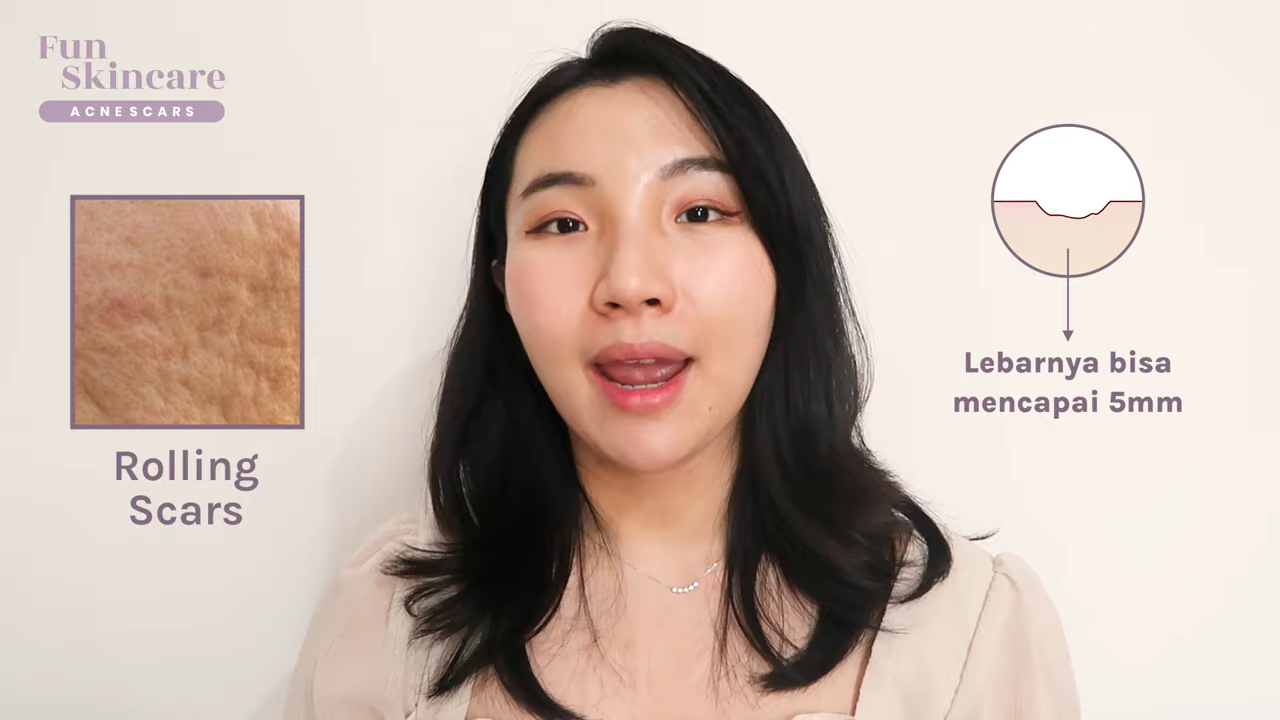 Fun
Skincare
ACNE SCARS
Rolling
Scars
Lebarnya bisa
mencapai 5mm